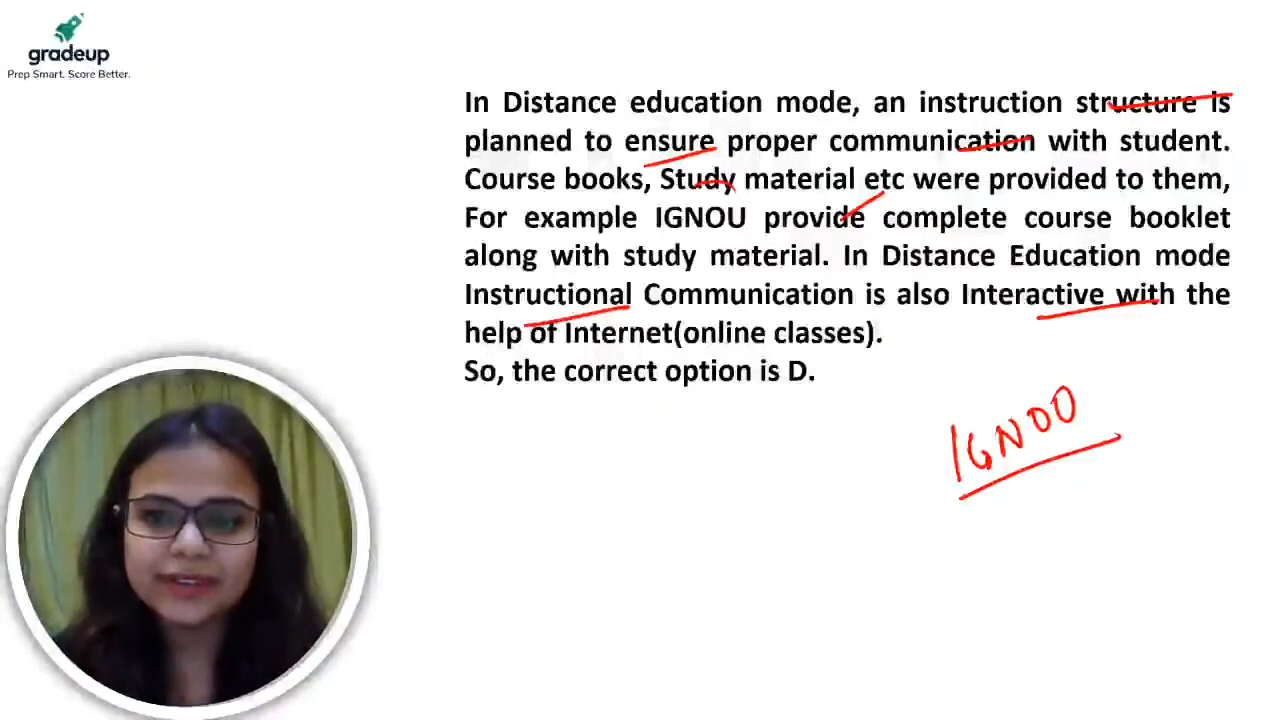 gradeup
Prep Smart. Score Better.
In Distance education mode, an instruction structure is
planned to ensure proper communication with student.
Course books, Study material etc were provided to them,
For example IGNOU provide complete course booklet
along with study material. In Distance Education mode
Instructional Communication is also Interactive with the
help of Internet(online classes).
So, the correct option is D.
IGNOU